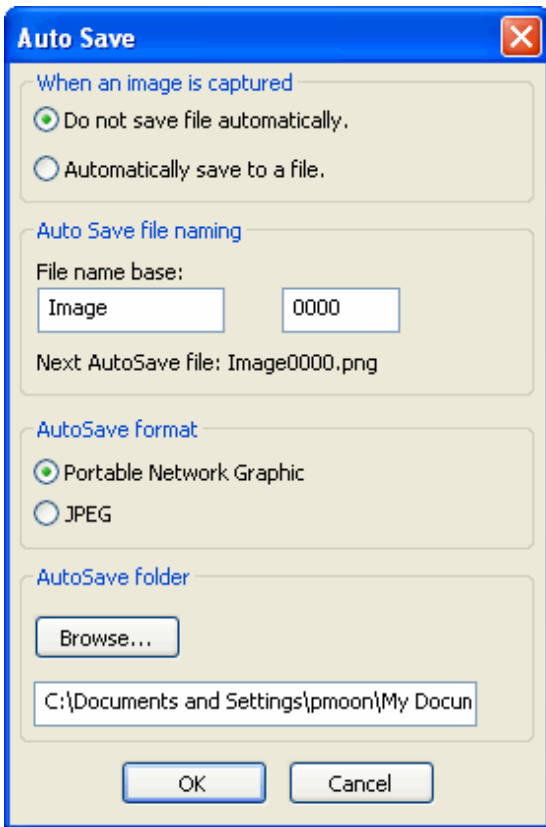 Auto Save
When an image is captured
Do not save file automatically.
Automatically save to a file.
Auto Save file naming
File name base:
Image 0000
Next AutoSave file: Image0000.png
AutoSave format
Portable Network Graphic
JPEG
AutoSave folder
Browse...
C:\Documents and Settings\pmoon\My Docun
OK Cancel